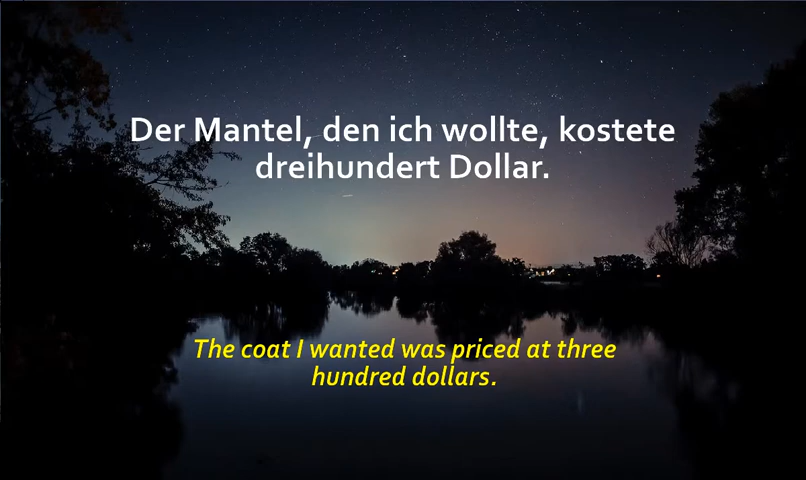 Der Mantel, den ich wollte, kostete
dreihundert Dollar.
The coat I wanted was priced at three
hundred dollars.